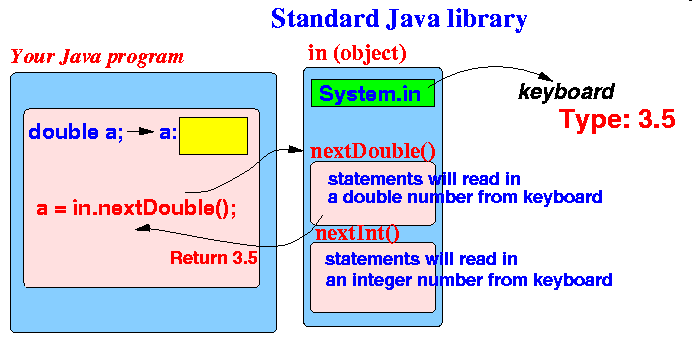 Standard Java library
Your Java program
in (object)
System.in
keyboard
Type: 3.5
double a;
a:
nextDouble()
statements will read in
a double number from keyboard
a = in.nextDouble();
nextInt()
Return 3.5
statements will read in
an integer number from keyboard